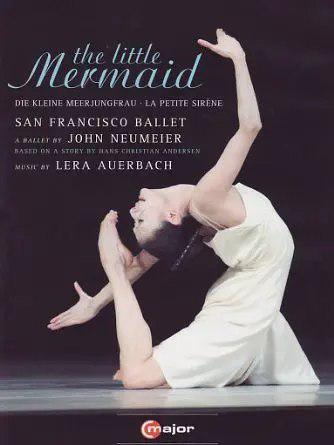 the little
Mermaid
DIE KLEINE MEERJUNGFRAU · LA PETITE SIRÈNE
SAN FRANCISCO BALLET
A BALLET BY JOHN NEUMEIER
BASED ON A STORY BY HANS CHRISTIAN ANDERSEN
MUSIC BY LERA AUERBACH
C major